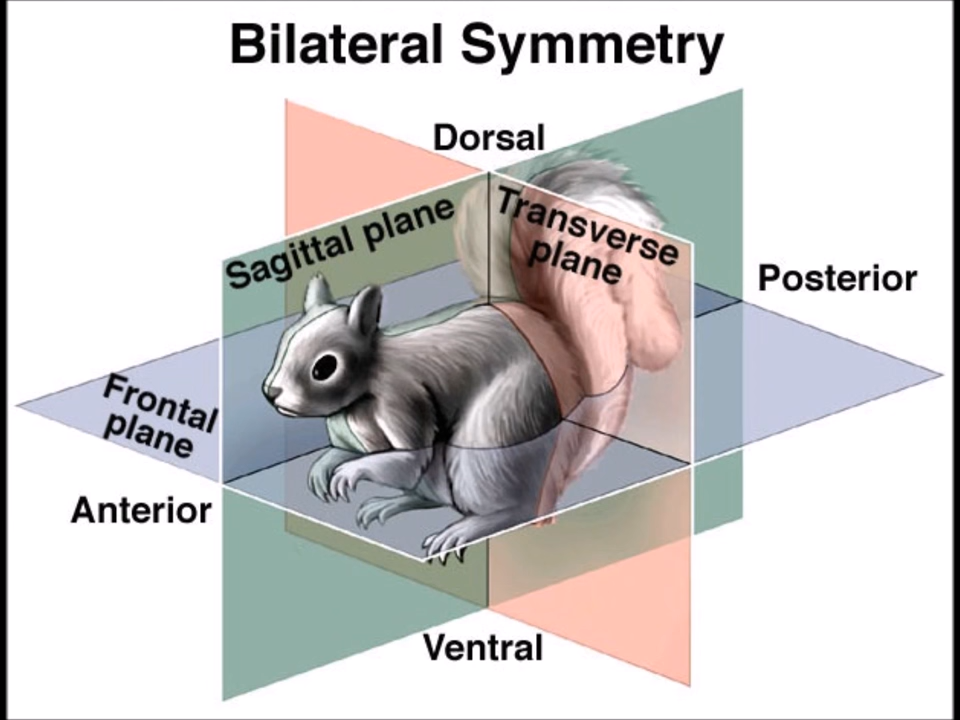 Bilateral Symmetry
Dorsal
Sagittal plane
Transverse
plane
Posterior
Frontal
plane
Anterior
Ventral